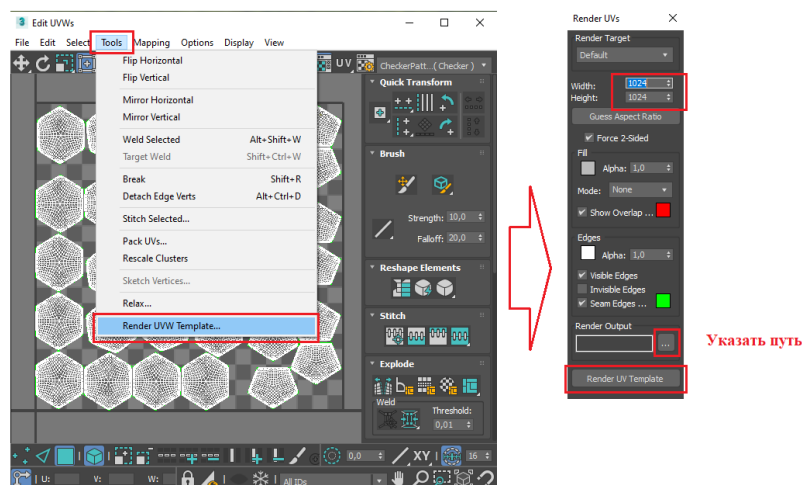 3 Edit UVWs
File Edit Select Tools Mapping Options Display View
UV CheckerPatt...( Checker )
Flip Horizontal
Flip Vertical
Mirror Horizontal
Mirror Vertical
Weld Selected Alt+Shift+W
Target Weld Shift+Ctrl+W
Break Shift+R
Detach Edge Verts Alt+Ctrl+D
Stitch Selected...
Pack UVs...
Rescale Clusters
Sketch Vertices...
Relax...
Render UVW Template...
Quick Transform
Brush
Strength: 10,0
Falloff: 20,0
Reshape Elements
Stitch
Explode
Weld
Threshold:
0,01
0,0 XY 16
U: V: W: All IDs
Render UVs
Render Target
Default
Width: 1024
Height: 1024
Guess Aspect Ratio
Force 2-Sided
Fill
Alpha: 1,0
Mode: None
Show Overlap ...
Edges
Alpha: 1,0
Visible Edges
Invisible Edges
Seam Edges ...
Render Output
...
Render UV Template
Указать путь